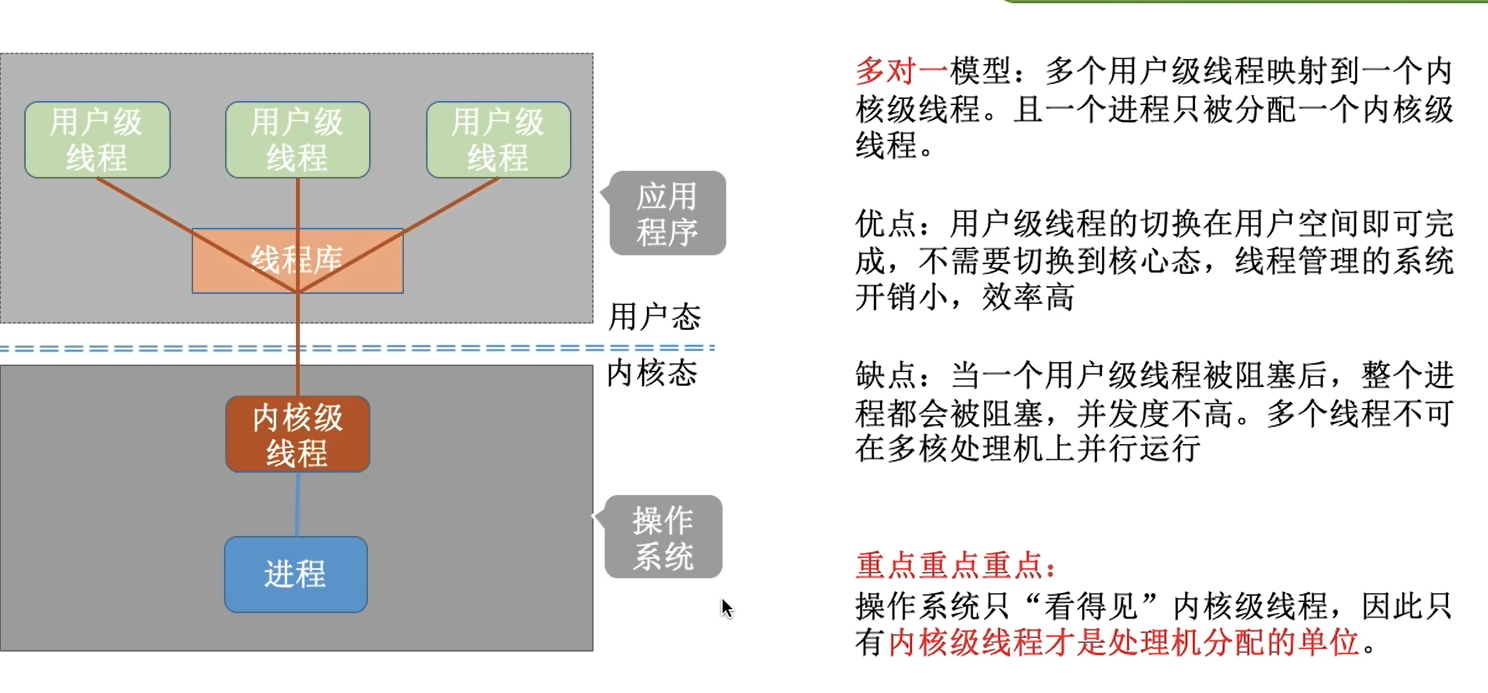 用户级
线程
用户级
线程
用户级
线程
线程库
应用
程序
用户态
内核态
内核级
线程
进程
操作
系统
多对一模型：多个用户级线程映射到一个内
核级线程。且一个进程只被分配一个内核级
线程。
优点：用户级线程的切换在用户空间即可完
成，不需要切换到核心态，线程管理的系统
开销小，效率高
缺点：当一个用户级线程被阻塞后，整个进
程都会被阻塞，并发度不高。多个线程不可
在多核处理机上并行运行
重点重点重点：
操作系统只“看得见”内核级线程，因此只
有内核级线程才是处理机分配的单位。